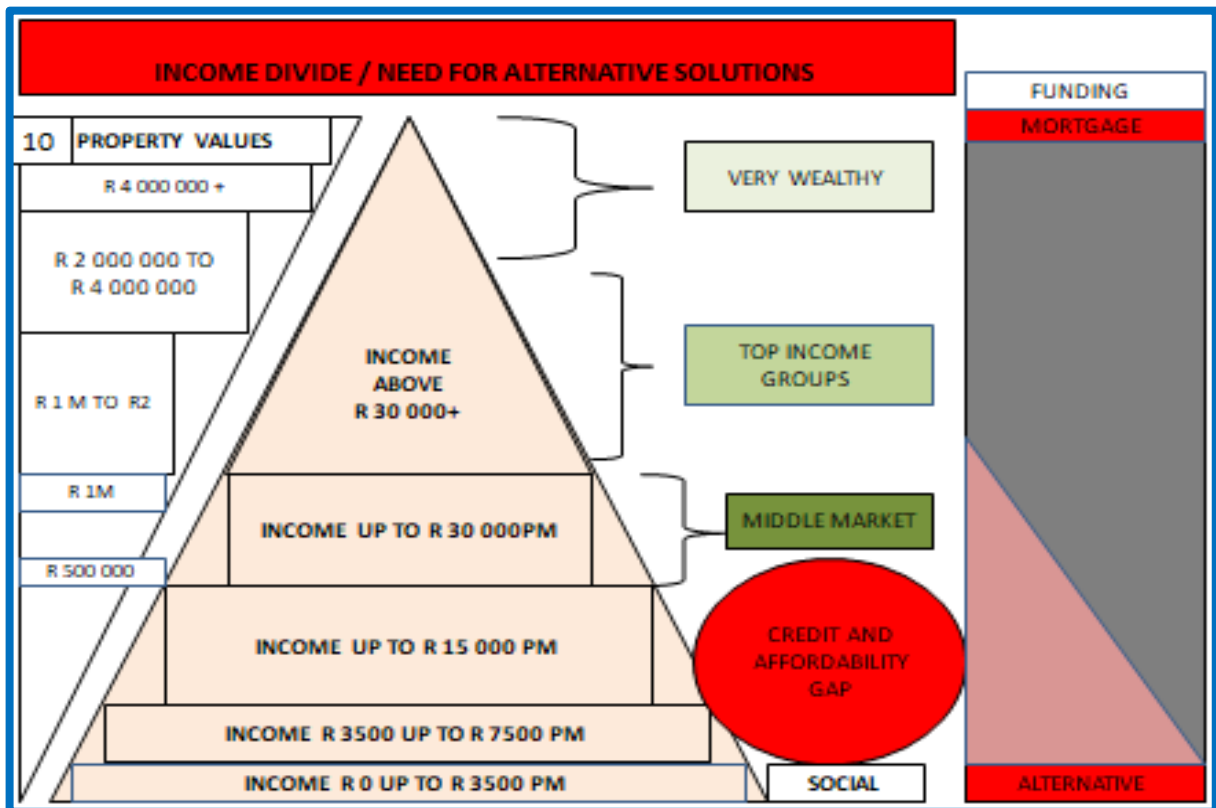 INCOME DIVIDE / NEED FOR ALTERNATIVE SOLUTIONS
FUNDING
MORTGAGE
10 PROPERTY VALUES
R 4 000 000 +
R 2 000 000 TO
R 4 000 000
R 1 M TO R2
R 1M
R 500 000
INCOME
ABOVE
R 30 000+
INCOME UP TO R 30 000PM
INCOME UP TO R 15 000 PM
INCOME R 3500 UP TO R 7500 PM
INCOME R 0 UP TO R 3500 PM
VERY WEALTHY
TOP INCOME
GROUPS
MIDDLE MARKET
CREDIT AND
AFFORDABILITY
GAP
SOCIAL
ALTERNATIVE